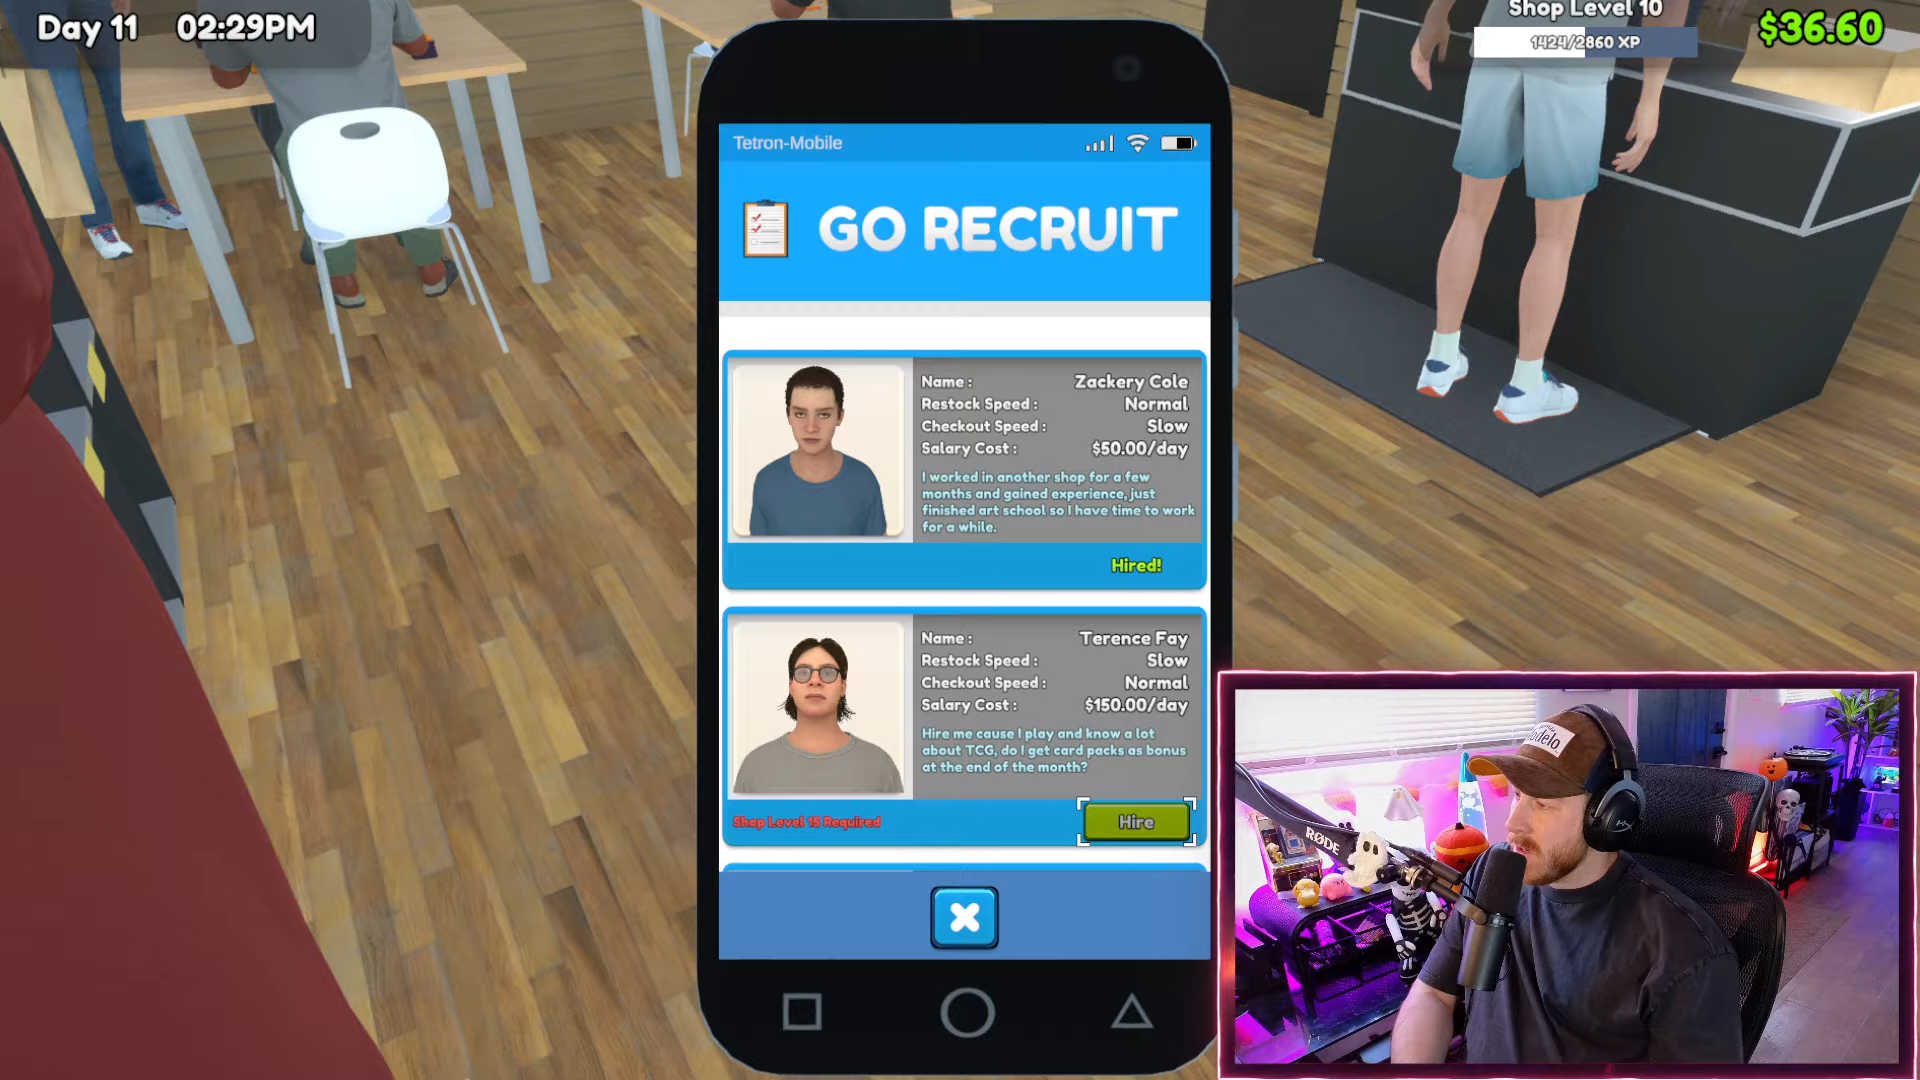 Day 11 02:29PM
Shop Level 10
1424/2860 XP
$36.60
Tetron-Mobile
GO RECRUIT
Name : Zackery Cole
Restock Speed : Normal
Checkout Speed : Slow
Salary Cost : $50.00/day
I worked in another shop for a few
months and gained experience, just
finished art school so I have time to work
for a while.
Hired!
Name : Terence Fay
Restock Speed : Slow
Checkout Speed : Normal
Salary Cost : $150.00/day
Hire me cause I play and know a lot
about TCG, do I get card packs as bonus
at the end of the month?
Shop Level 15 Required
Hire
Modelo
RØDE